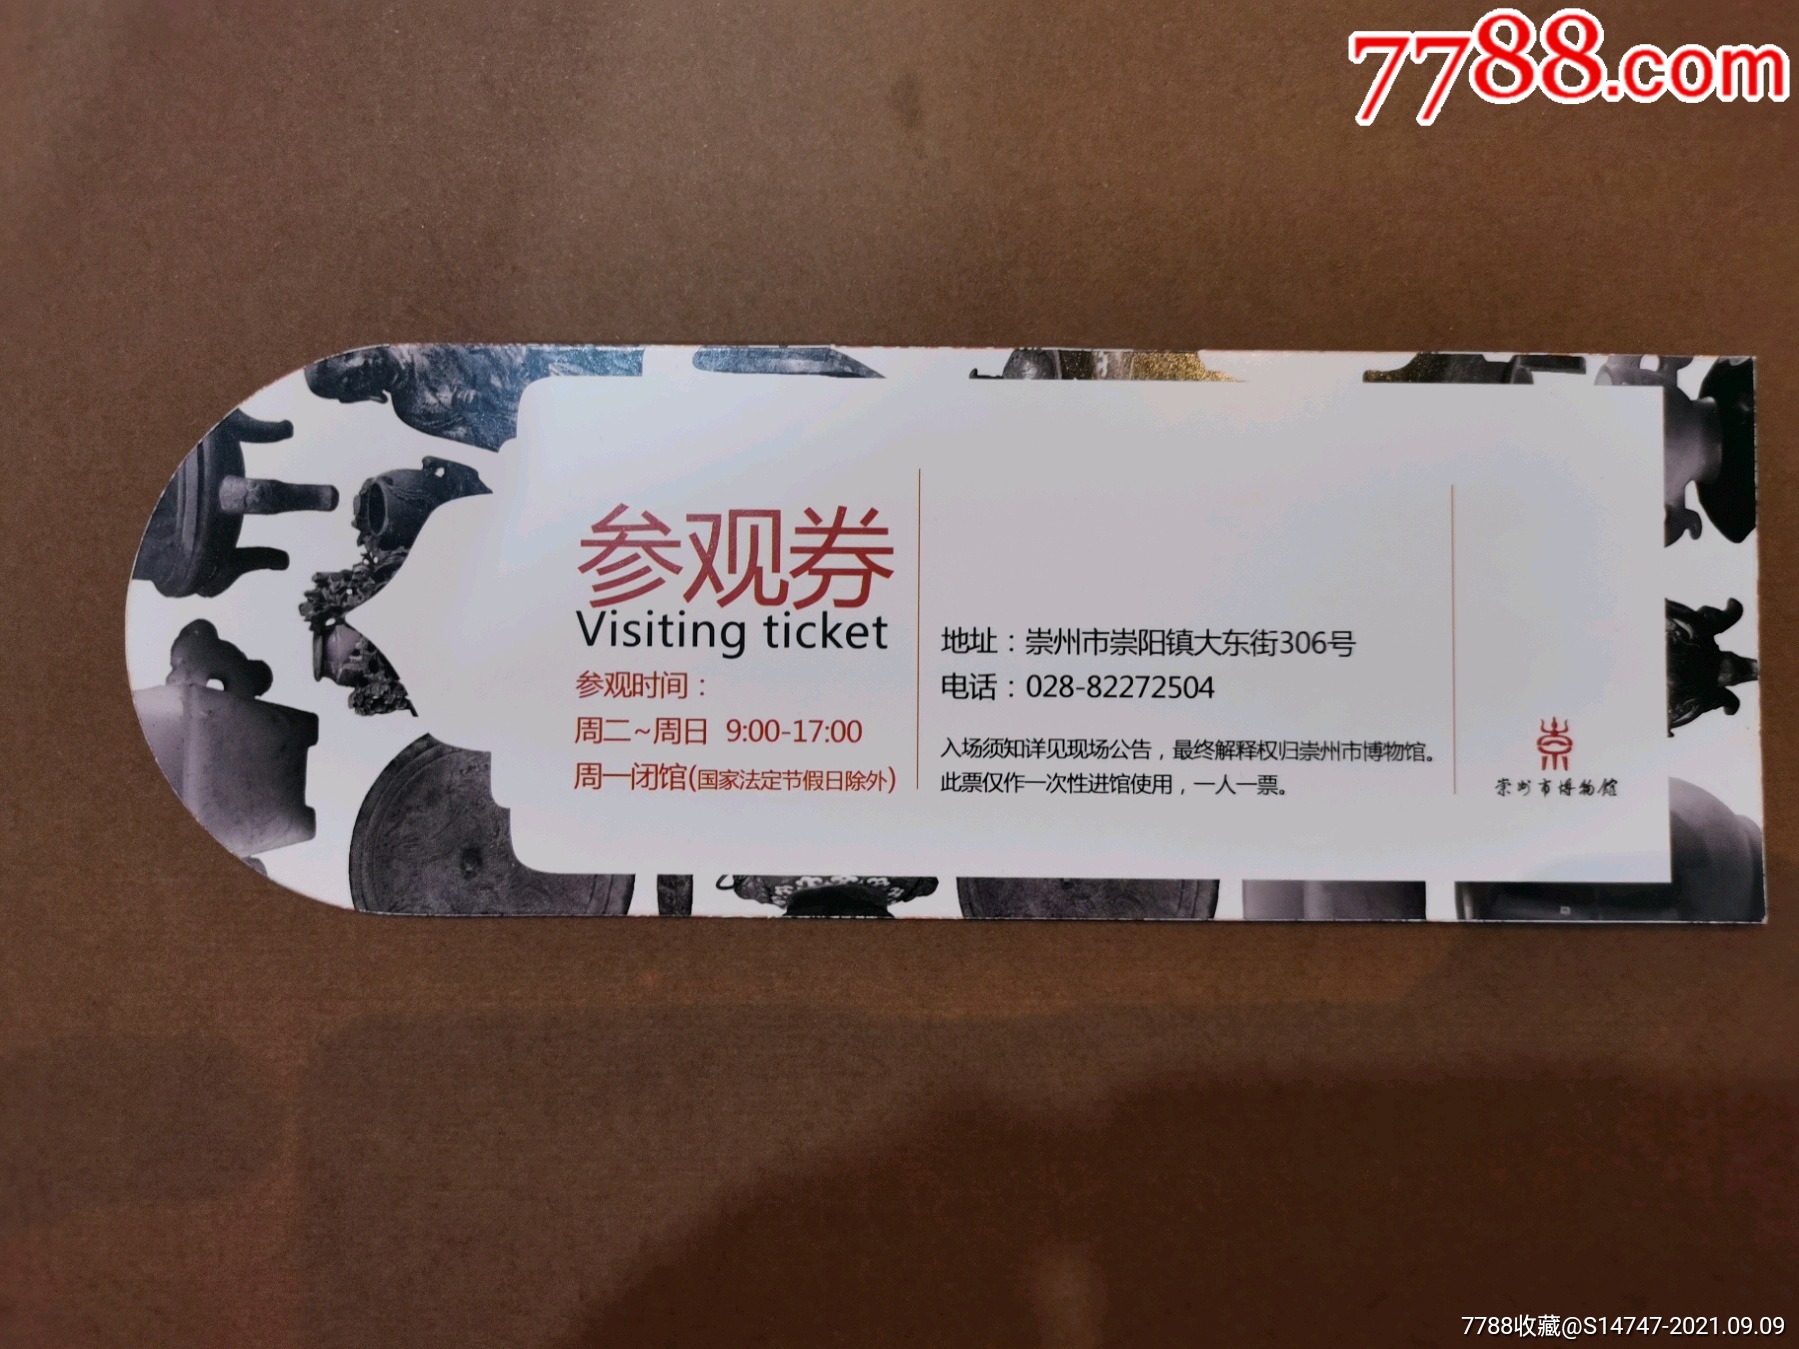 7788.com
参观券
Visiting ticket
参观时间：
周二~周日 9:00-17:00
周一闭馆(国家法定节假日除外)
地址：崇州市崇阳镇大东街306号
电话：028-82272504
入场须知详见现场公告，最终解释权归崇州市博物馆。
此票仅作一次性进馆使用，一人一票。
崇州市博物馆
7788收藏@S14747-2021.09.09